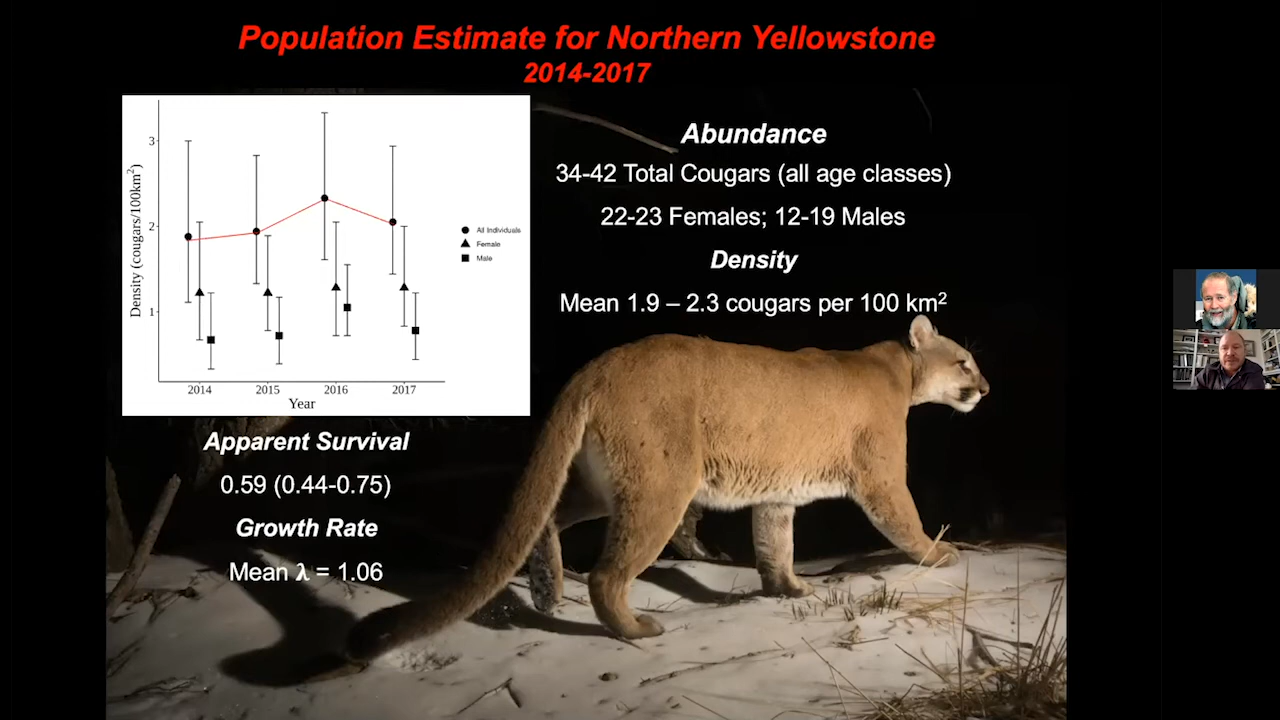 Population Estimate for Northern Yellowstone
2014-2017
3
2
1
Density (cougars/100km²)
2014 2015 2016 2017
Year
All Individuals
Female
Male
Abundance
34-42 Total Cougars (all age classes)
22-23 Females; 12-19 Males
Density
Mean 1.9 – 2.3 cougars per 100 km²
Apparent Survival
0.59 (0.44-0.75)
Growth Rate
Mean λ = 1.06